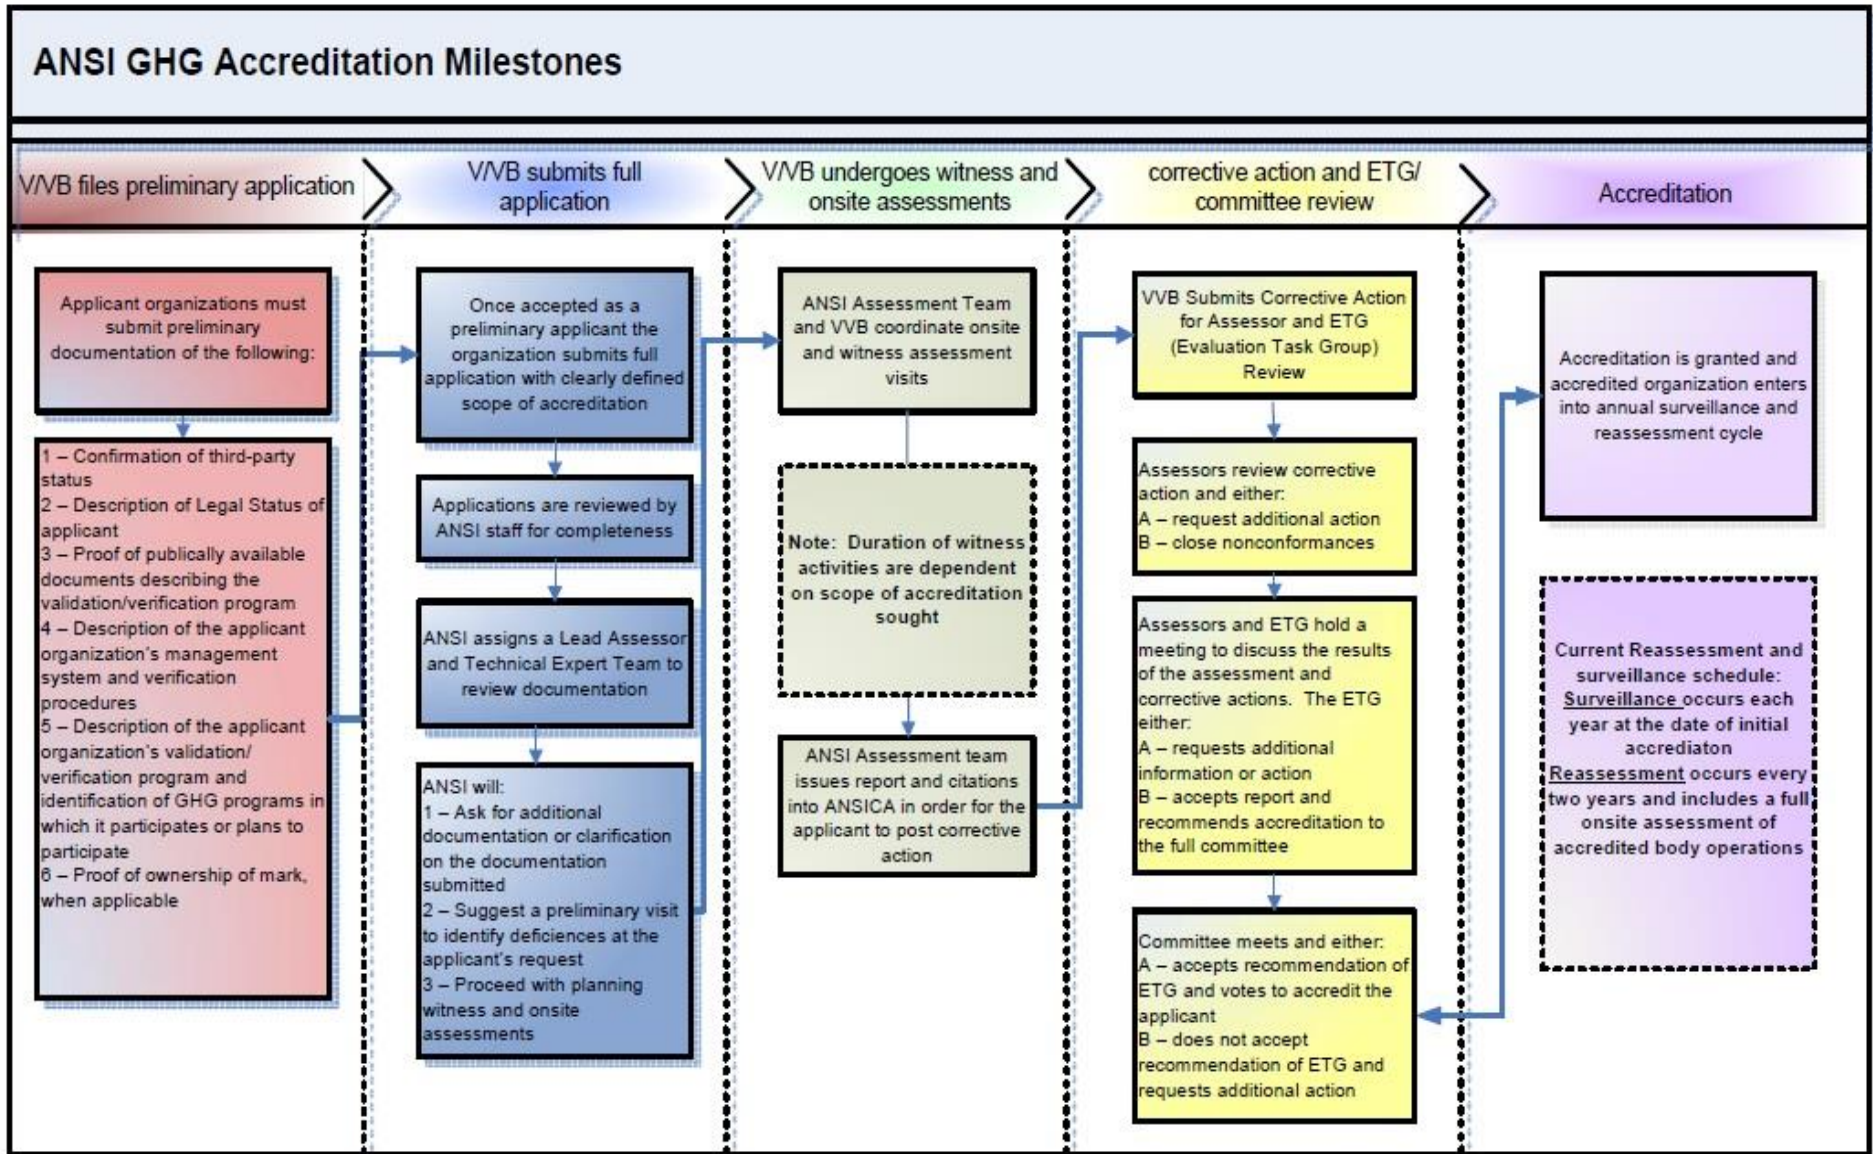 ANSI GHG Accreditation Milestones
V/VB files preliminary application
V/VB submits full
application
V/VB undergoes witness and
onsite assessments
corrective action and ETG/
committee review
Accreditation
Applicant organizations must
submit preliminary
documentation of the following:
1 – Confirmation of third-party
status
2 – Description of Legal Status of
applicant
3 – Proof of publically available
documents describing the
validation/verification program
4 – Description of the applicant
organization's management
system and verification
procedures
5 – Description of the applicant
organization's validation/
verification program and
identification of GHG programs in
which it participates or plans to
participate
6 – Proof of ownership of mark,
when applicable
Once accepted as a
preliminary applicant the
organization submits full
application with clearly defined
scope of accreditation
Applications are reviewed by
ANSI staff for completeness
ANSI assigns a Lead Assessor
and Technical Expert Team to
review documentation
ANSI will:
1 – Ask for additional
documentation or clarification
on the documentation
submitted
2 – Suggest a preliminary visit
to identify deficiences at the
applicant's request
3 – Proceed with planning
witness and onsite
assessments
ANSI Assessment Team
and VVB coordinate onsite
and witness assessment
visits
Note: Duration of witness
activities are dependent
on scope of accreditation
sought
ANSI Assessment team
issues report and citations
into ANSICA in order for the
applicant to post corrective
action
VVB Submits Corrective Action
for Assessor and ETG
(Evaluation Task Group)
Review
Assessors review corrective
action and either:
A – request additional action
B – close nonconformances
Assessors and ETG hold a
meeting to discuss the results
of the assessment and
corrective actions. The ETG
either:
A – requests additional
information or action
B – accepts report and
recommends accreditation to
the full committee
Committee meets and either:
A – accepts recommendation of
ETG and votes to accredit the
applicant
B – does not accept
recommendation of ETG and
requests additional action
Accreditation is granted and
accredited organization enters
into annual surveillance and
reassessment cycle
Current Reassessment and
surveillance schedule:
Surveillance occurs each
year at the date of initial
accrediaton
Reassessment occurs every
two years and includes a full
onsite assessment of
accredited body operations